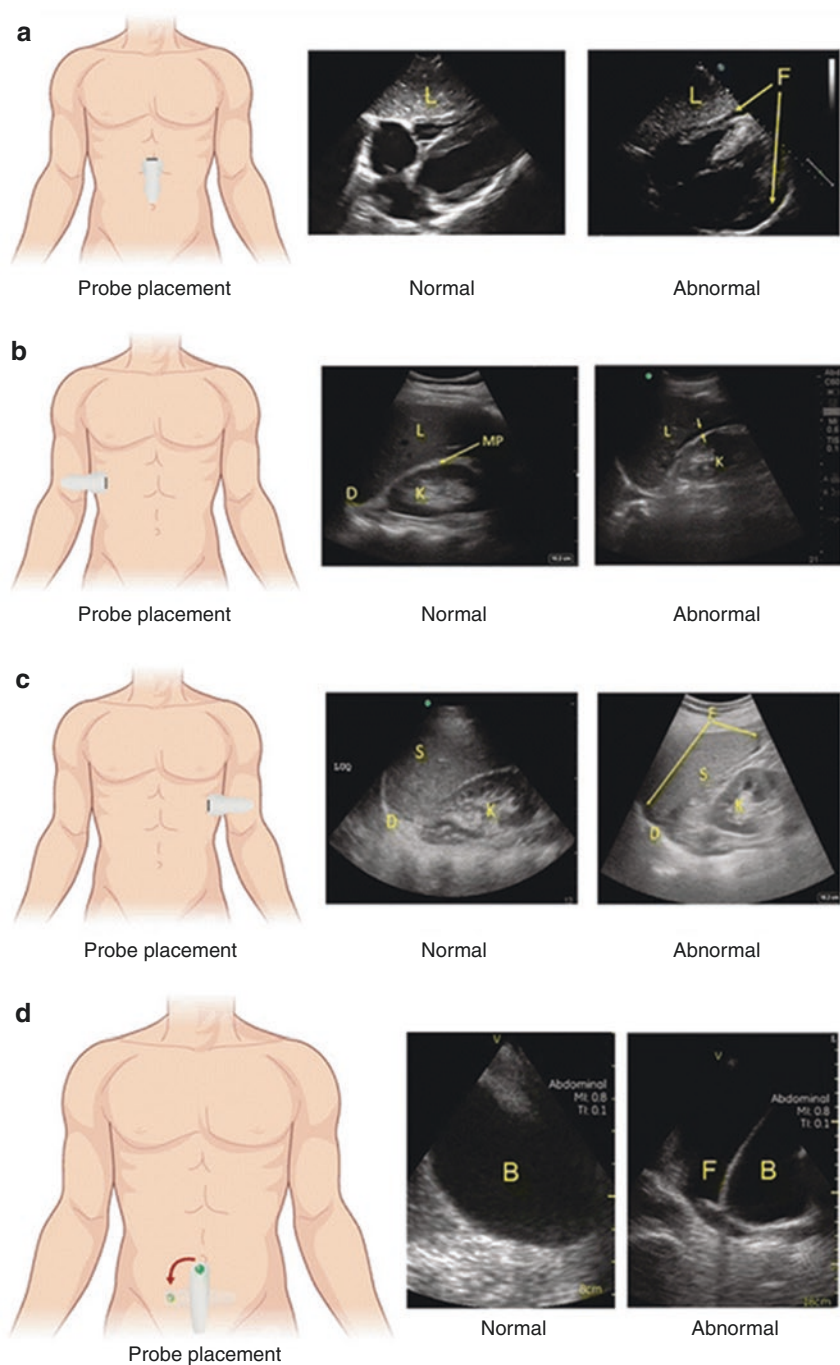 a
L
L
F
Probe placement
Normal
Abnormal
b
L
MP
D
K
L
K
Probe placement
Normal
Abnormal
c
S
LOQ
D
K
S
D
Probe placement
Normal
Abnormal
d
V
Abdominal
MI: 0.8
TI: 0.1
B
V
Abdominal
MI: 0.8
TI: 0.1
F
B
Normal
Abnormal
Probe placement